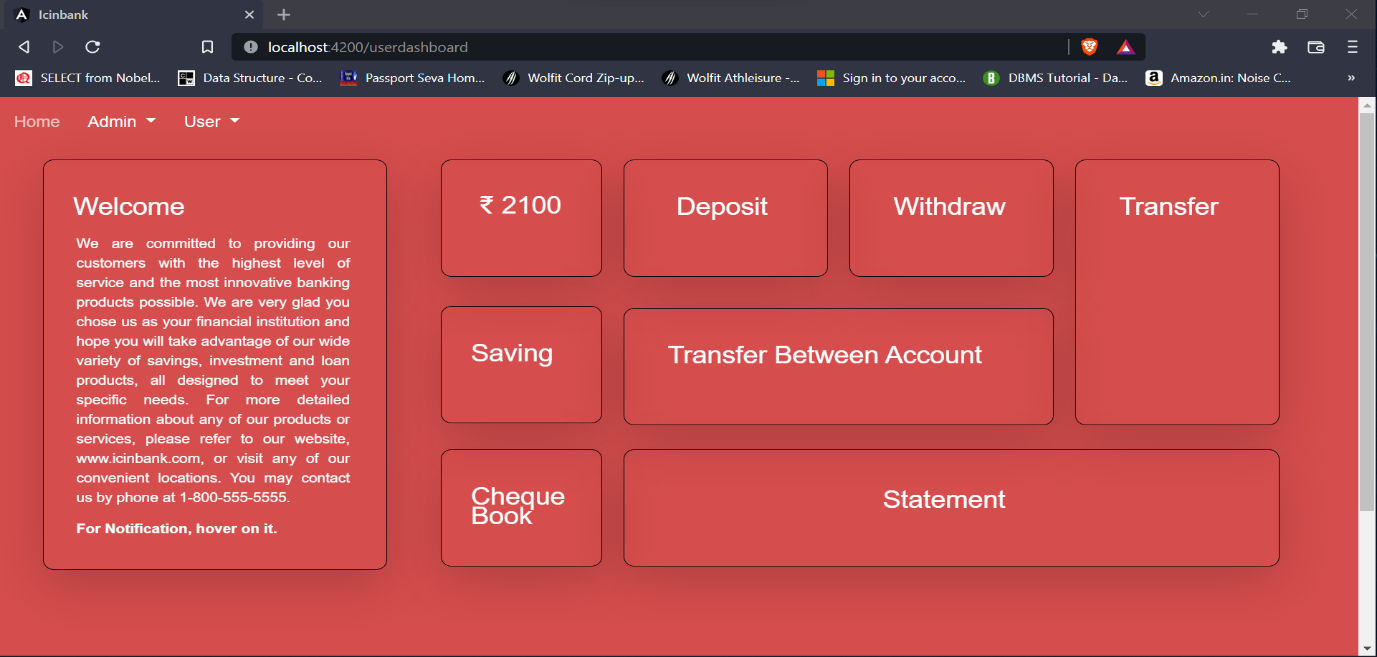 Icinbank
localhost:4200/userdashboard
SELECT from Nobel... Data Structure - Co... Passport Seva Hom... Wolfit Cord Zip-up... Wolfit Athleisure -... Sign in to your acco... DBMS Tutorial - Da... Amazon.in: Noise C... »
Home Admin User
Welcome
We are committed to providing our
customers with the highest level of
service and the most innovative banking
products possible. We are very glad you
chose us as your financial institution and
hope you will take advantage of our wide
variety of savings, investment and loan
products, all designed to meet your
specific needs. For more detailed
information about any of our products or
services, please refer to our website,
www.icinbank.com, or visit any of our
convenient locations. You may contact
us by phone at 1-800-555-5555.
For Notification, hover on it.
₹ 2100
Deposit
Withdraw
Transfer
Saving
Transfer Between Account
Cheque
Book
Statement